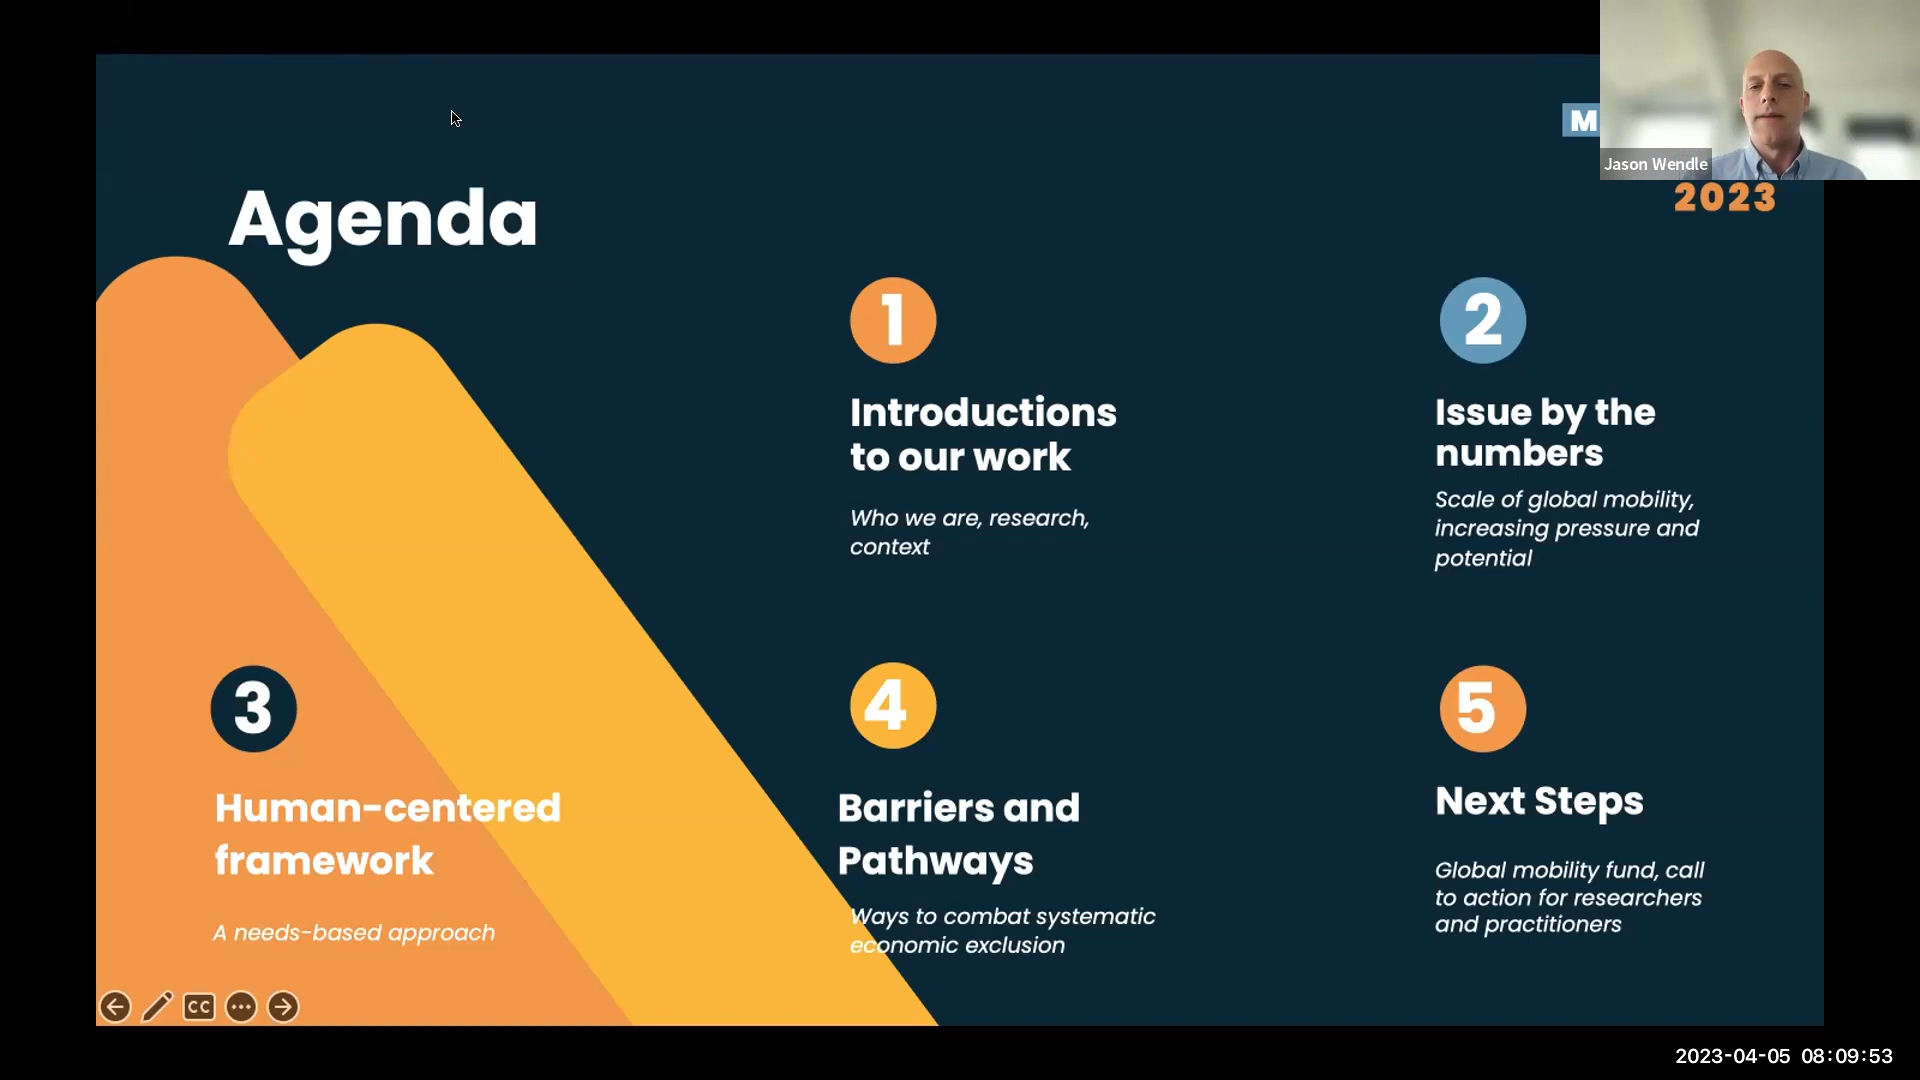 M
Jason Wendle
2023
Agenda
1
Introductions
to our work
Who we are, research,
context
2
Issue by the
numbers
Scale of global mobility,
increasing pressure and
potential
3
Human-centered
framework
A needs-based approach
4
Barriers and
Pathways
Ways to combat systematic
economic exclusion
5
Next Steps
Global mobility fund, call
to action for researchers
and practitioners
CC
2023-04-05 08:09:53